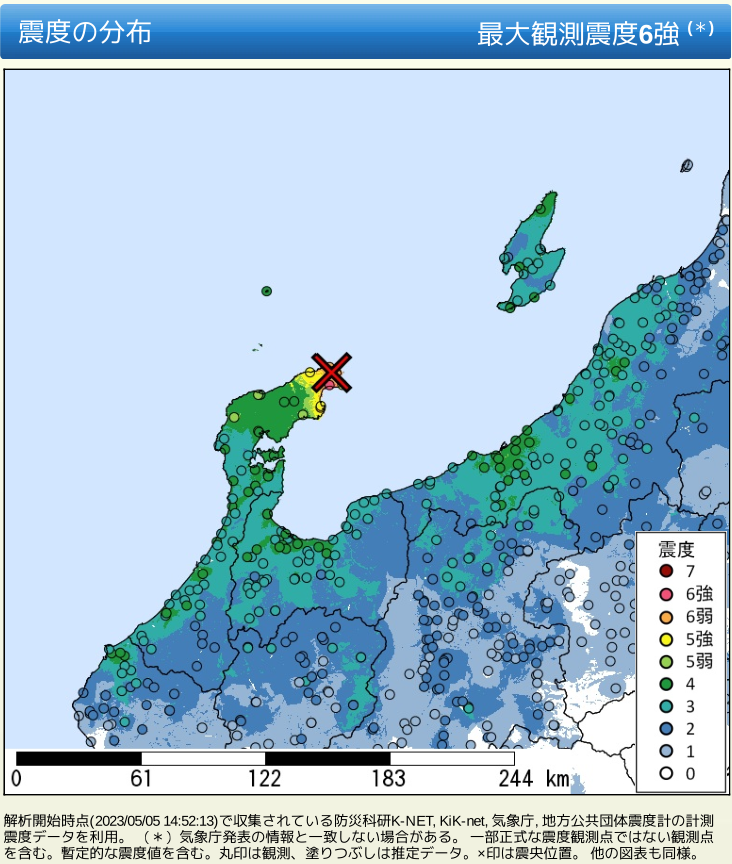 震度の分布
最大観測震度6強 (*)
震度
7
6強
6弱
5強
5弱
4
3
2
1
0
0 61 122 183 244 km
解析開始時点(2023/05/05 14:52:13)で収集されている防災科研K-NET, KiK-net, 気象庁, 地方公共団体震度計の計測
震度データを利用。 （＊）気象庁発表の情報と一致しない場合がある。 一部正式な震度観測点ではない観測点
を含む。暫定的な震度値を含む。丸印は観測、塗りつぶしは推定データ。×印は震央位置。 他の図表も同様。